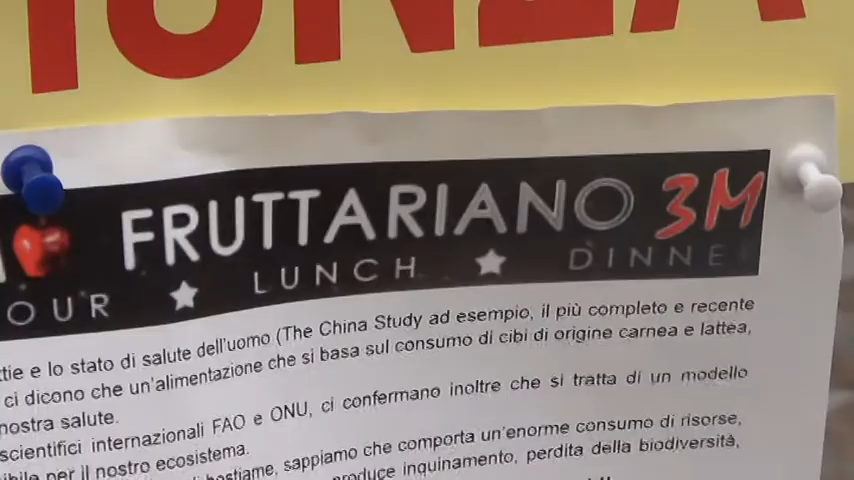 FRUTTARIANO 3M
OUR ★ LUNCH ★ DINNE
e lo stato di salute dell'uomo (The China Study ad esempio, il più completo e recente
ci dicono che un'alimentazione che si basa sul consumo di cibi di origine carnea e lattea,
nostra salute.
scientifici internazionali FAO e ONU, ci confermano inoltre che si tratta di un modello
per il nostro ecosistema.
sappiamo che comporta un'enorme consumo di risorse,
produce inquinamento, perdita della biodiversità,